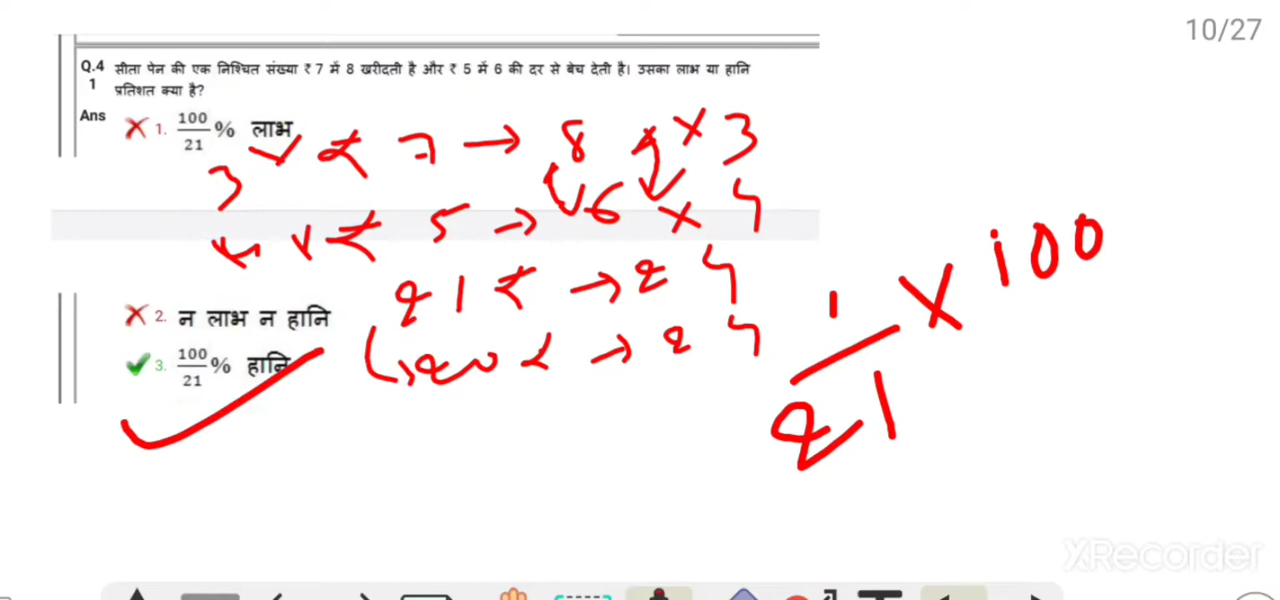 10/27
Q.4 सीता पेन की एक निश्चित संख्या ₹ 7 में 8 खरीदती है और ₹ 5 में 6 की दर से बेच देती है। उसका लाभ या हानि
1 प्रतिशत क्या है?
Ans
1. 100/21 % लाभ
3 ₹ 7 → 8 × 3
₹ 5 → 6 × 4
21 ₹ → 24
20 ₹ → 24
1/21 × 100
2. न लाभ न हानि
3. 100/21 % हानि
XRecorder